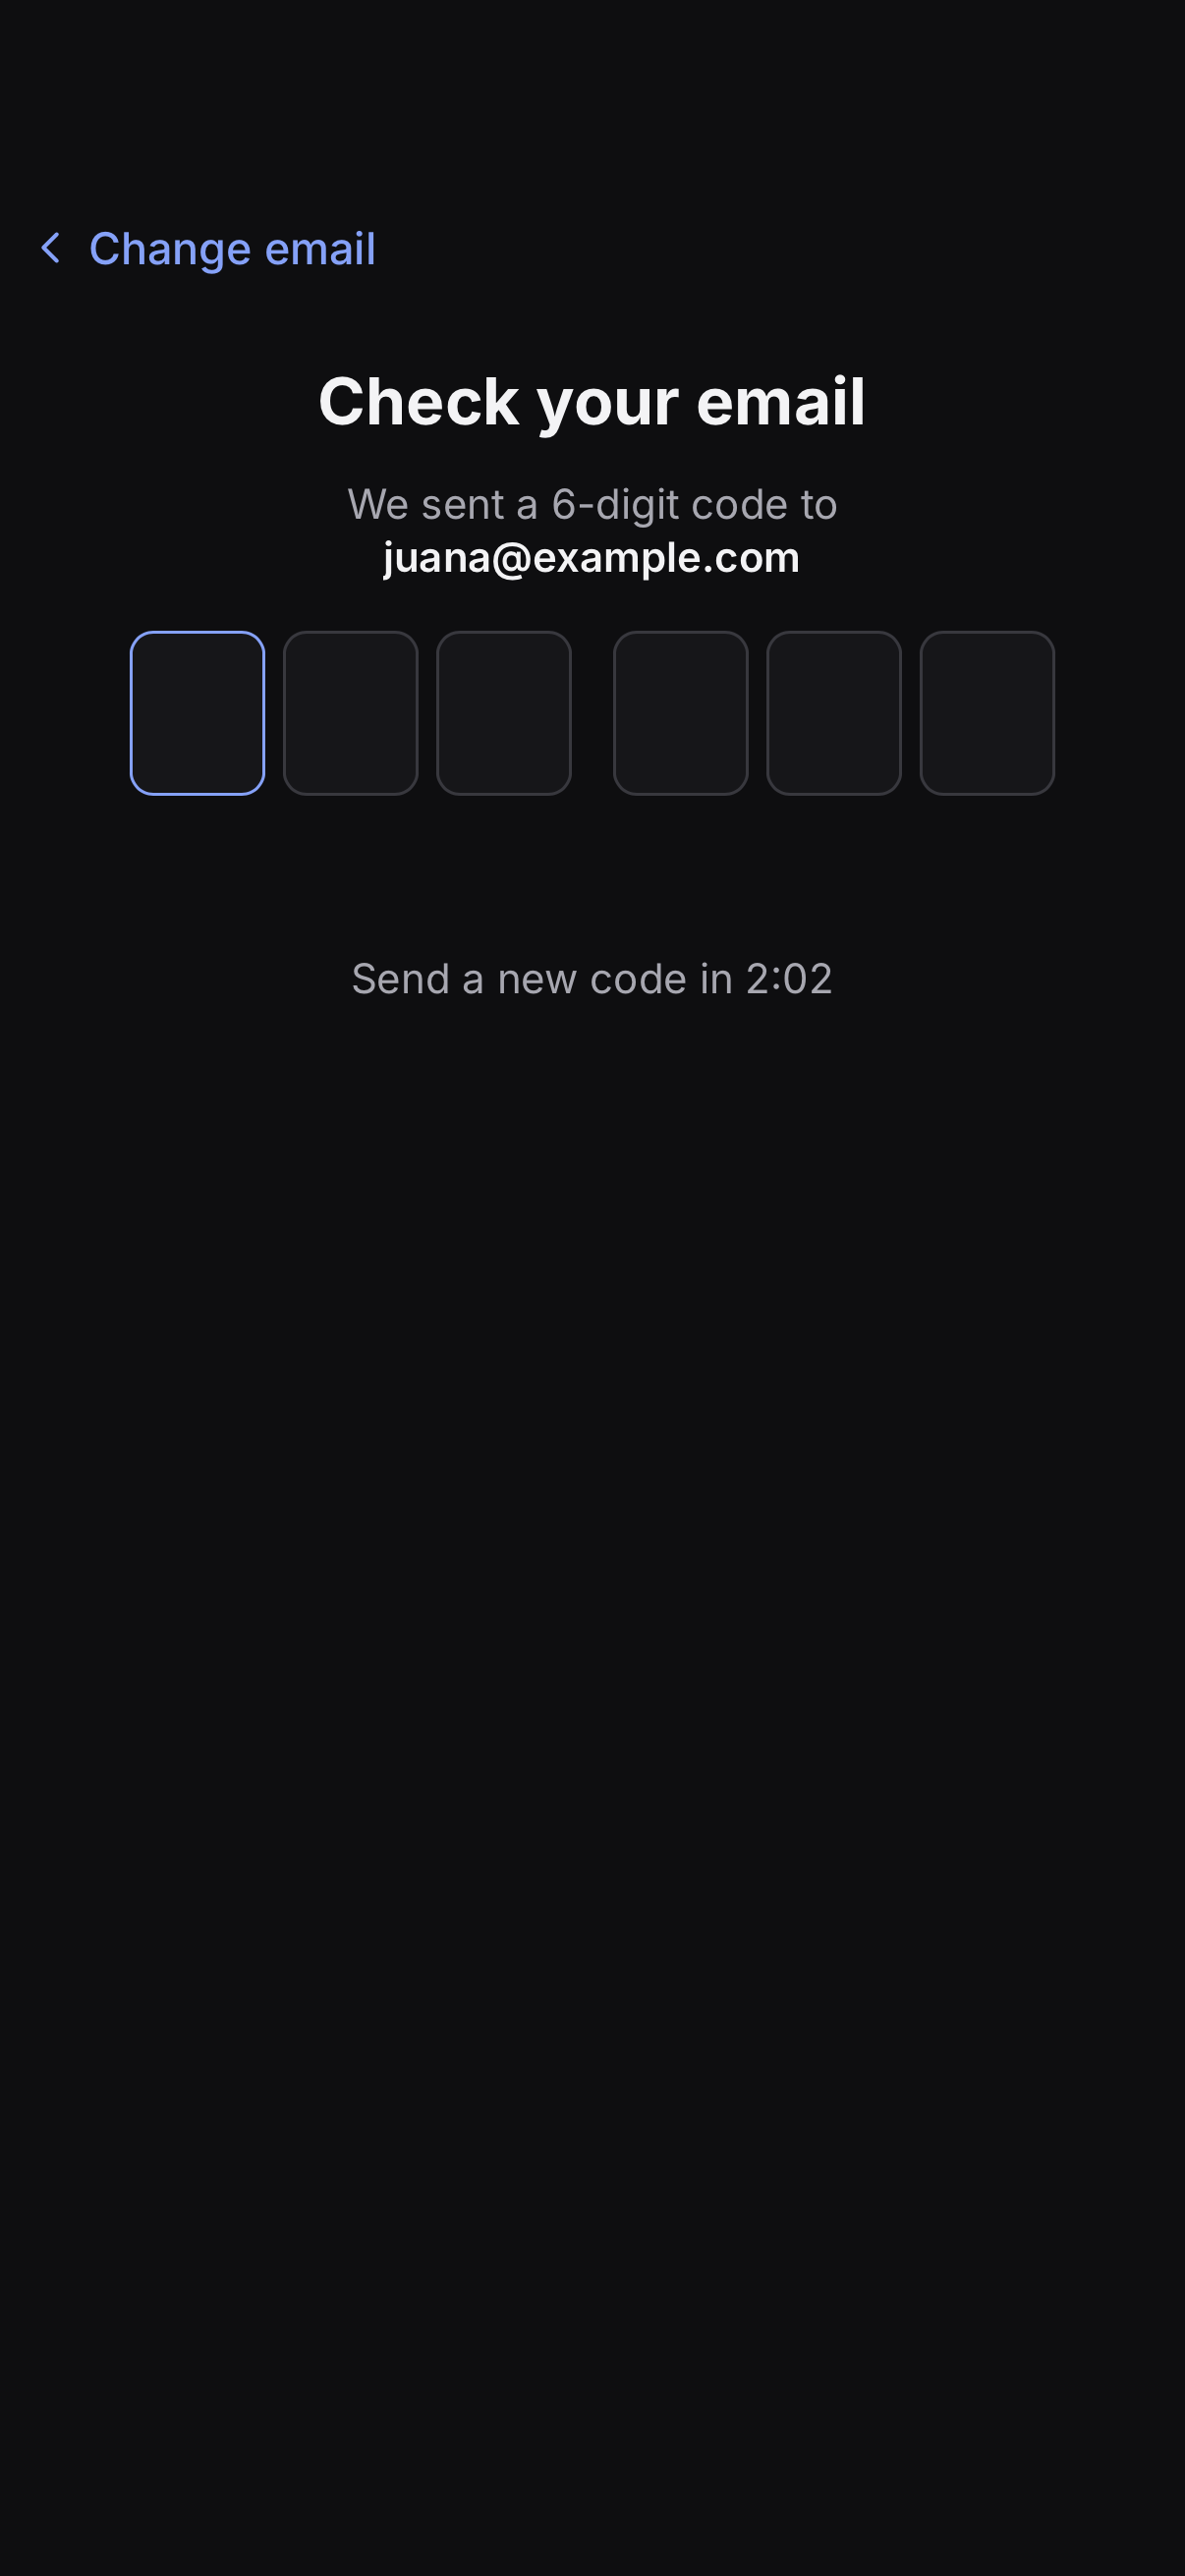 Change email
Check your email
We sent a 6-digit code to
juana@example.com
Send a new code in 2:02